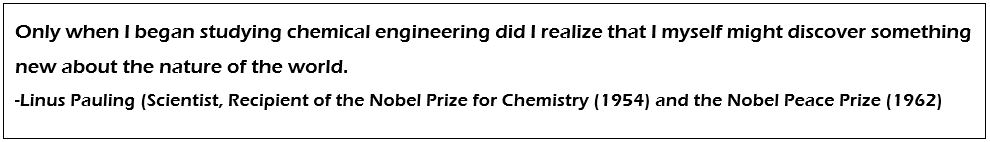 Only when I began studying chemical engineering did I realize that I myself might discover something
new about the nature of the world.
-Linus Pauling (Scientist, Recipient of the Nobel Prize for Chemistry (1954) and the Nobel Peace Prize (1962)